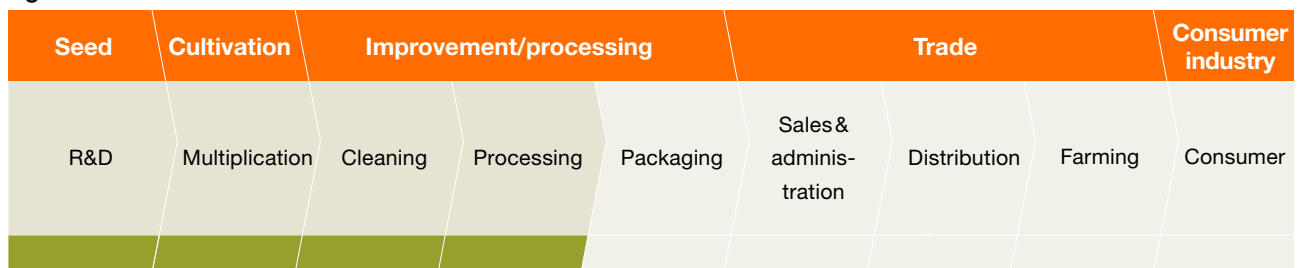 Seed
Cultivation
Improvement/processing
Trade
Consumer
industry
R&D
Multiplication
Cleaning
Processing
Packaging
Sales &
adminis-
tration
Distribution
Farming
Consumer